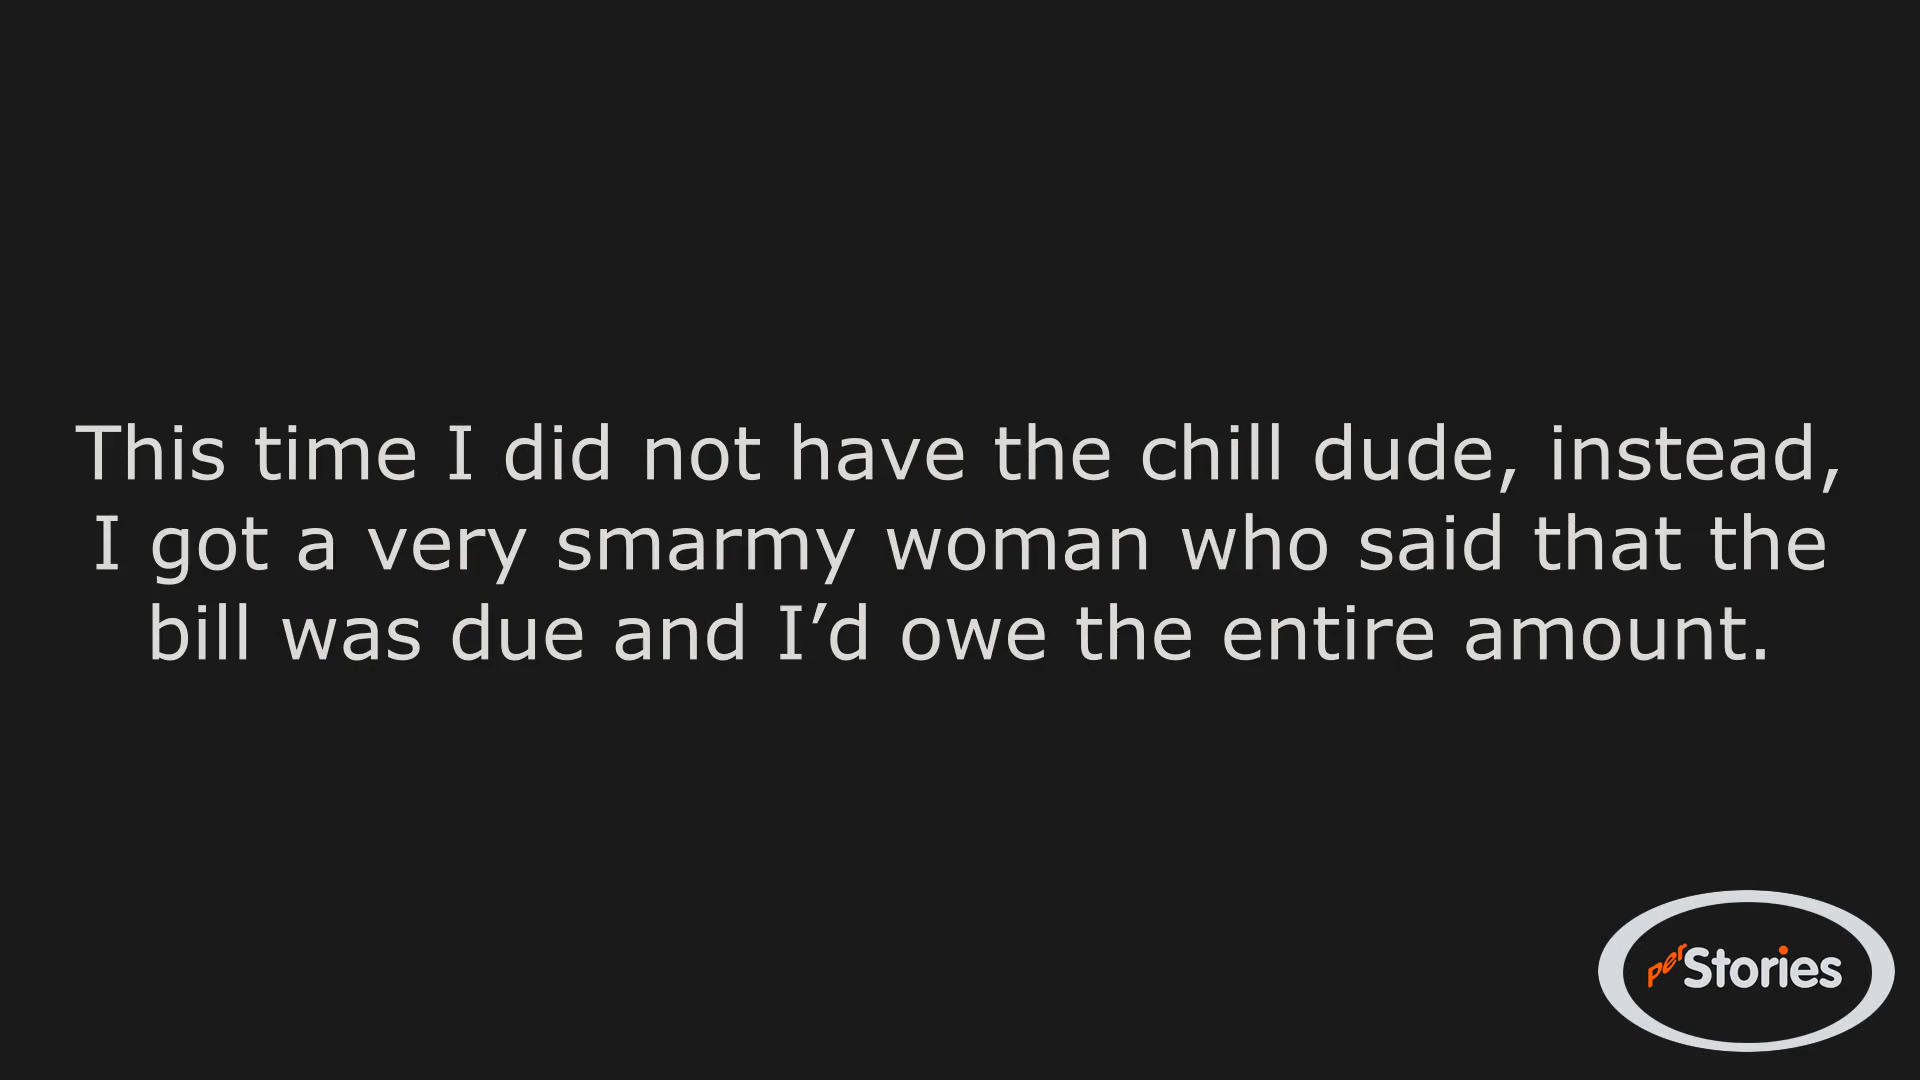 This time I did not have the chill dude, instead,
I got a very smarmy woman who said that the
bill was due and I’d owe the entire amount.
perStories